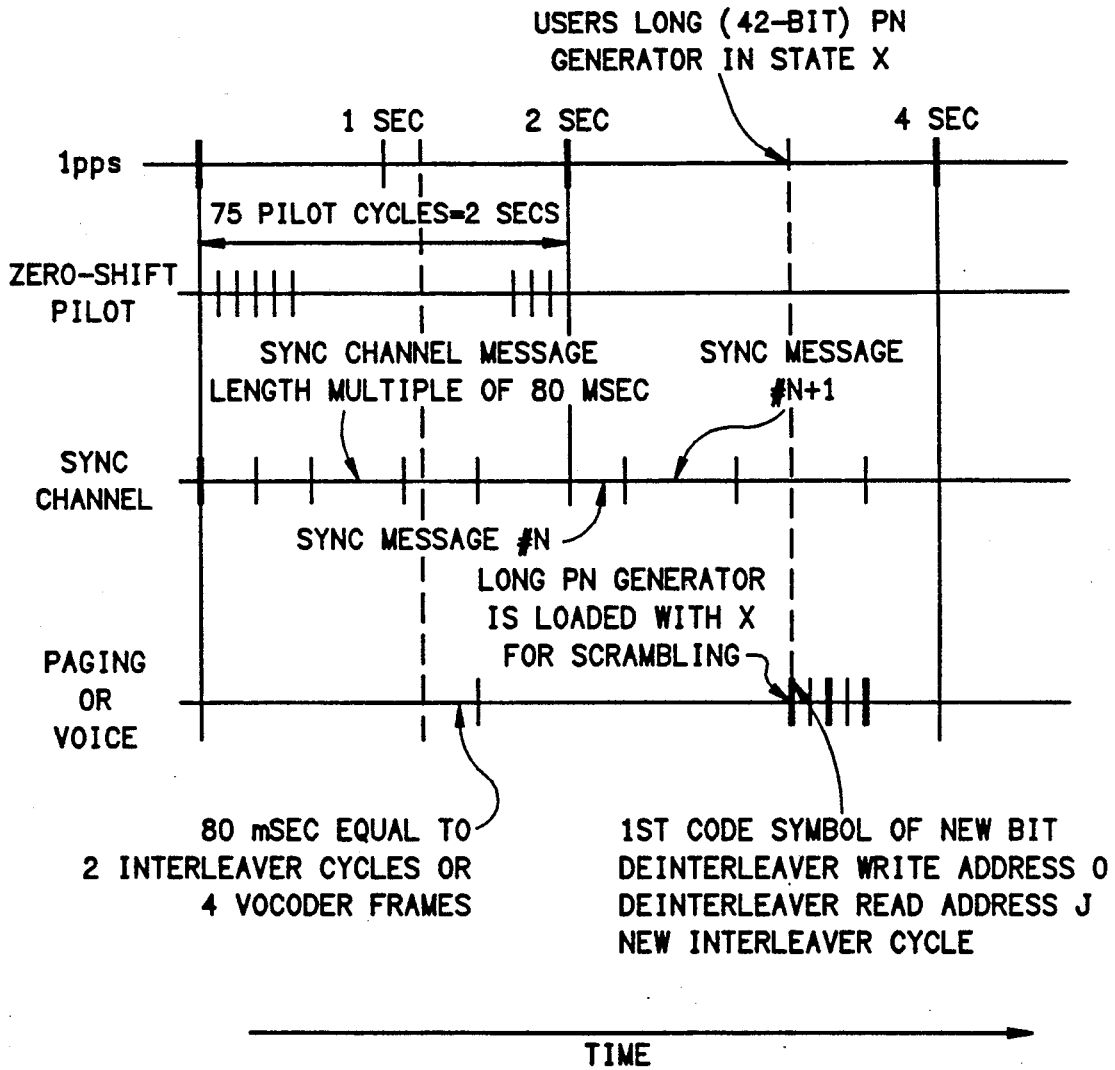 USERS LONG (42-BIT) PN
GENERATOR IN STATE X
1 SEC
2 SEC
4 SEC
1pps
75 PILOT CYCLES=2 SECS
ZERO-SHIFT
PILOT
SYNC CHANNEL MESSAGE
LENGTH MULTIPLE OF 80 MSEC
SYNC MESSAGE
#N+1
SYNC
CHANNEL
SYNC MESSAGE #N
LONG PN GENERATOR
IS LOADED WITH X
FOR SCRAMBLING
PAGING
OR
VOICE
80 mSEC EQUAL TO
2 INTERLEAVER CYCLES OR
4 VOCODER FRAMES
1ST CODE SYMBOL OF NEW BIT
DEINTERLEAVER WRITE ADDRESS 0
DEINTERLEAVER READ ADDRESS J
NEW INTERLEAVER CYCLE
TIME